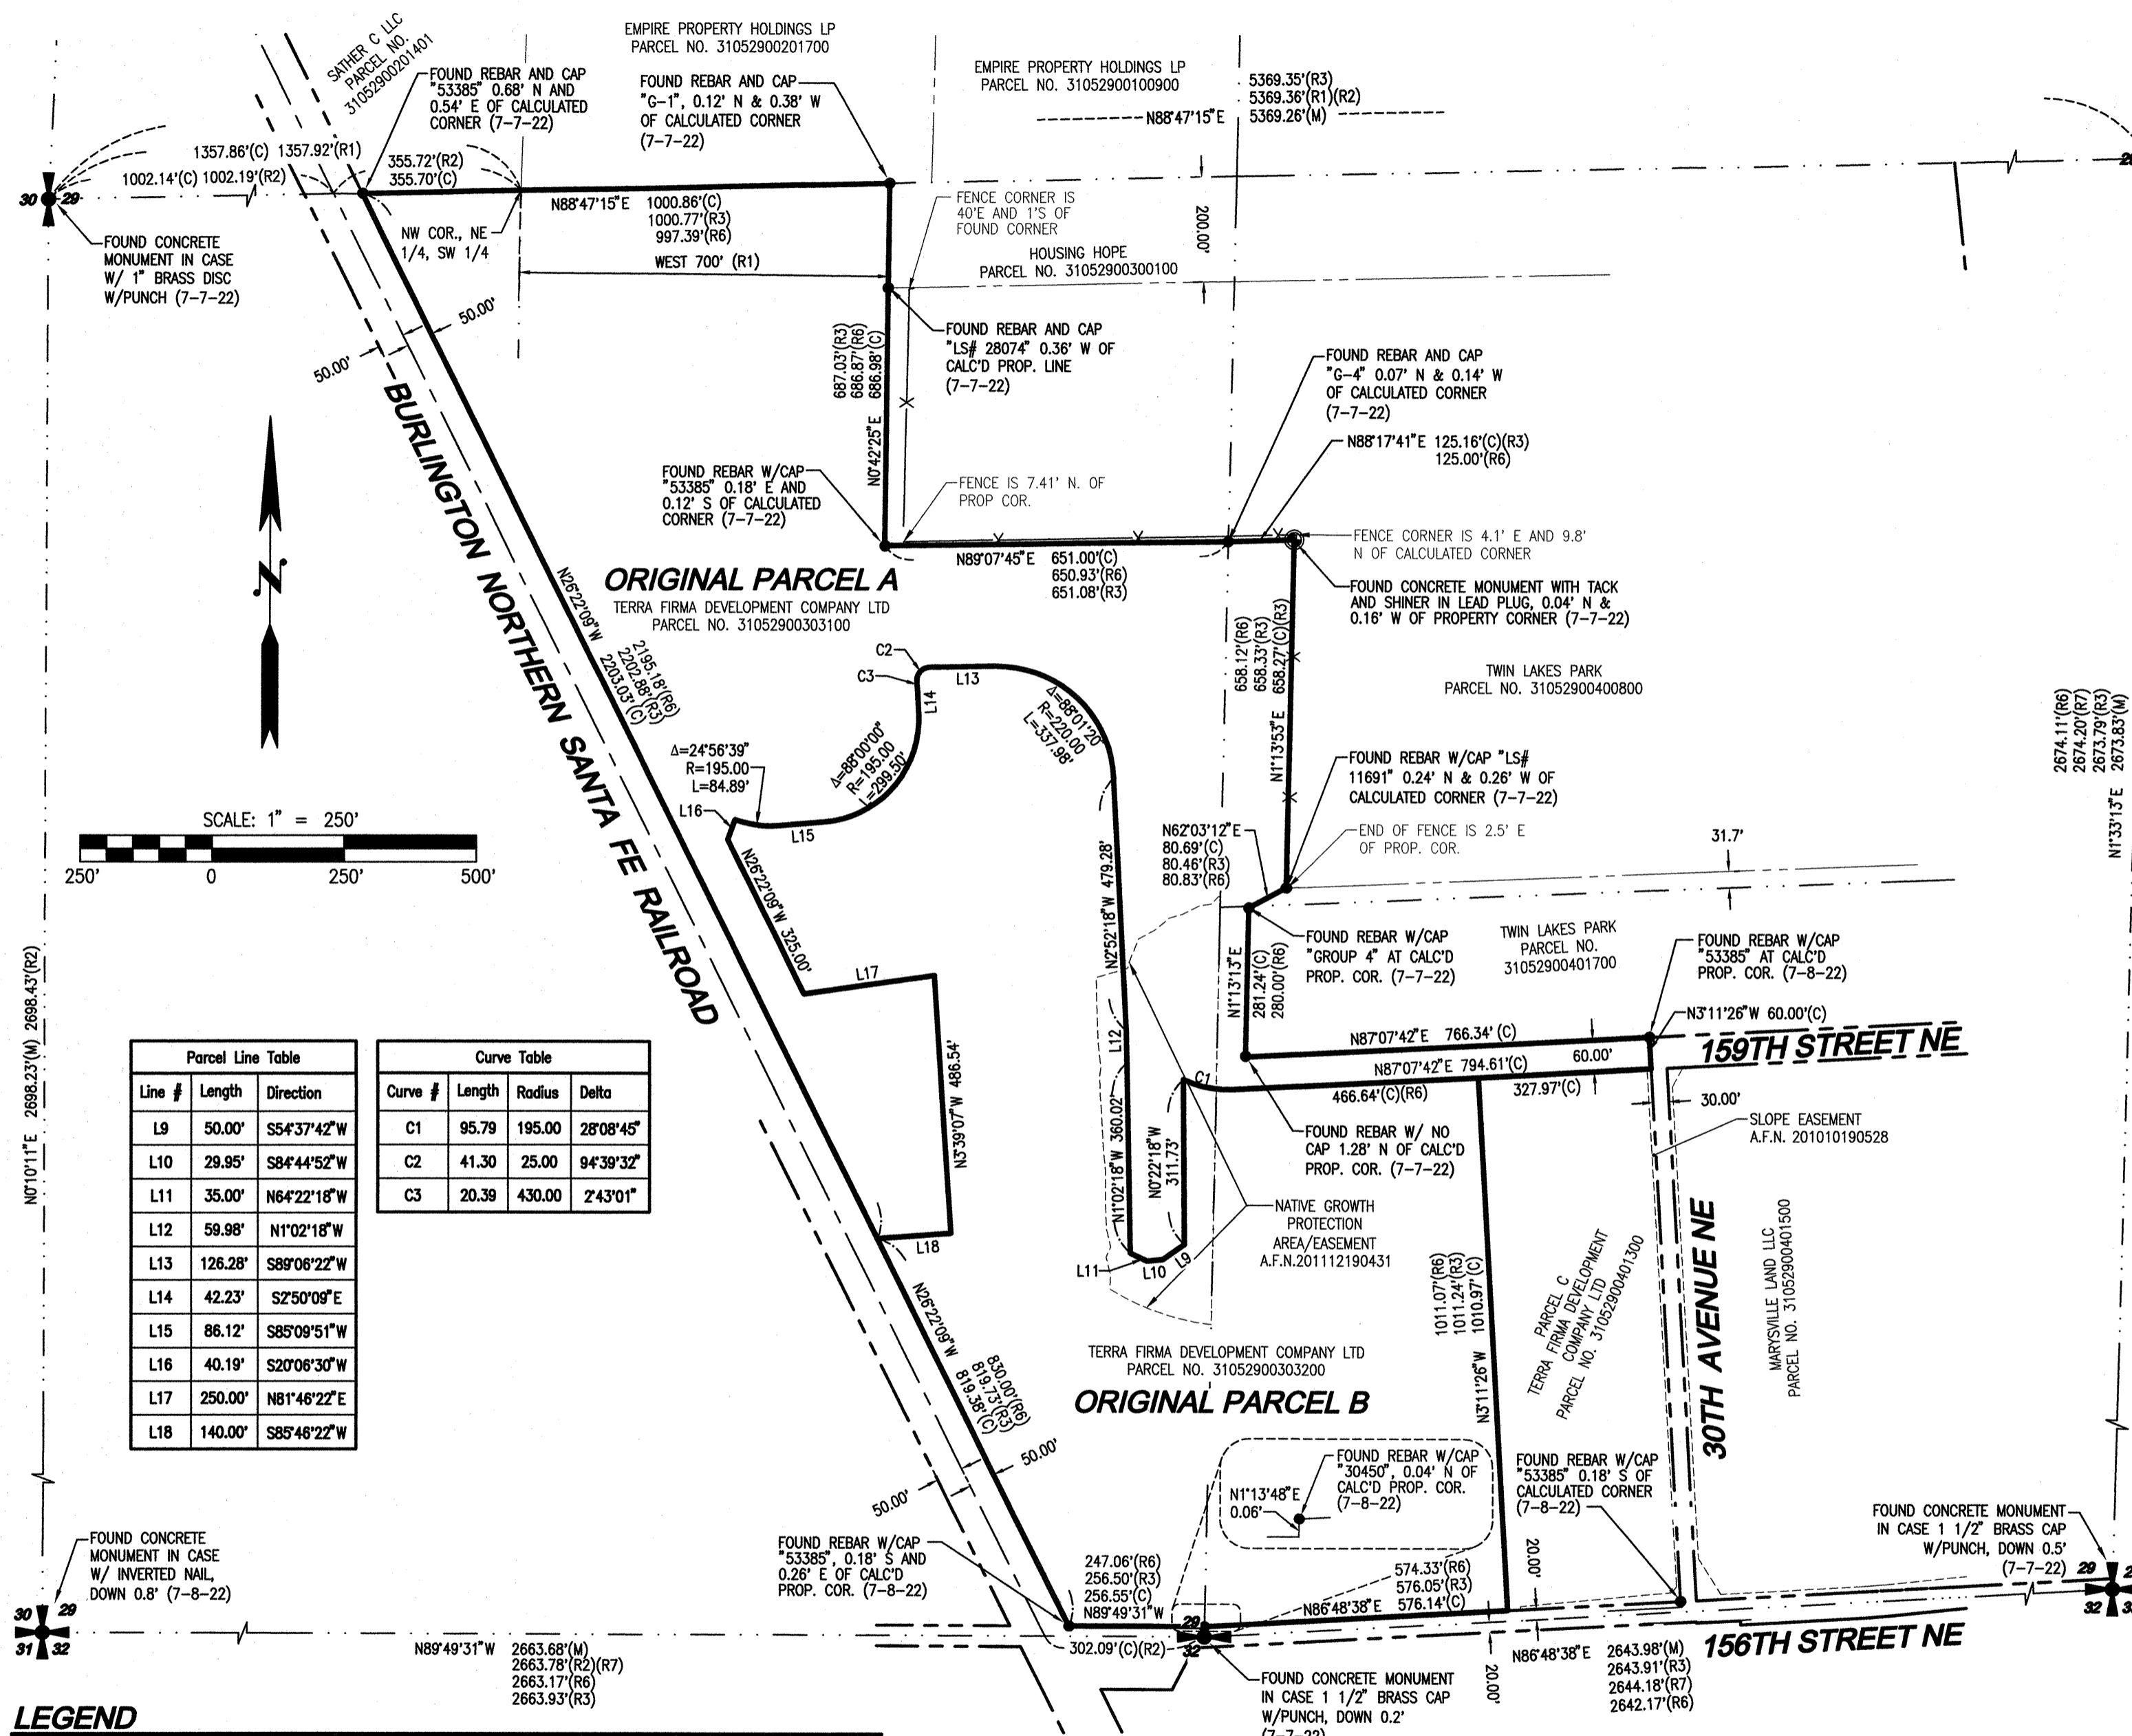 SATHER C LLC
PARCEL NO.
31052900201401
EMPIRE PROPERTY HOLDINGS LP
PARCEL NO. 31052900201700
EMPIRE PROPERTY HOLDINGS LP
PARCEL NO. 31052900100900
5369.35'(R3)
5369.36'(R1)(R2)
N88°47'15"E 5369.26'(M)
FOUND REBAR AND CAP
"53385" 0.68' N AND
0.54' E OF CALCULATED
CORNER (7-7-22)
FOUND REBAR AND CAP
"G-1", 0.12' N & 0.38' W
OF CALCULATED CORNER
(7-7-22)
1357.86'(C) 1357.92'(R1)
1002.14'(C) 1002.19'(R2)
355.72'(R2)
355.70'(C)
30 29
FOUND CONCRETE
MONUMENT IN CASE
W/ 1" BRASS DISC
W/PUNCH (7-7-22)
N88°47'15"E 1000.86'(C)
1000.77'(R3)
997.39'(R6)
NW COR., NE
1/4, SW 1/4
WEST 700' (R1)
FENCE CORNER IS
40'E AND 1'S OF
FOUND CORNER
HOUSING HOPE
PARCEL NO. 31052900300100
200.00'
50.00'
50.00'
687.03'(R3)
686.87'(R6)
686.98'(C)
N0°42'25"E
FOUND REBAR AND CAP
"LS# 28074" 0.36' W OF
CALC'D PROP. LINE
(7-7-22)
FOUND REBAR AND CAP
"G-4" 0.07' N & 0.14' W
OF CALCULATED CORNER
(7-7-22)
N88°17'41"E 125.16'(C)(R3)
125.00'(R6)
FOUND REBAR W/CAP
"53385" 0.18' E AND
0.12' S OF CALCULATED
CORNER (7-7-22)
FENCE IS 7.41' N. OF
PROP COR.
FENCE CORNER IS 4.1' E AND 9.8'
N OF CALCULATED CORNER
N89°07'45"E 651.00'(C)
650.93'(R6)
651.08'(R3)
FOUND CONCRETE MONUMENT WITH TACK
AND SHINER IN LEAD PLUG, 0.04' N &
0.16' W OF PROPERTY CORNER (7-7-22)
BURLINGTON NORTHERN SANTA FE RAILROAD
ORIGINAL PARCEL A
TERRA FIRMA DEVELOPMENT COMPANY LTD
PARCEL NO. 31052900303100
N26°22'09"W
2195.18'(R6)
2202.88'(R3)
2203.03'(C)
658.12'(R6)
658.33'(R3)
658.27'(C)(R3)
N1°13'53"E
TWIN LAKES PARK
PARCEL NO. 31052900400800
C2
C3
L13
L14
Δ=88°01'20"
R=220.00
L=337.98'
Δ=88°00'00"
R=195.00
L=299.50'
Δ=24°56'39"
R=195.00
L=84.89'
L16
L15
FOUND REBAR W/CAP "LS#
11691" 0.24' N & 0.26' W OF
CALCULATED CORNER (7-7-22)
END OF FENCE IS 2.5' E
OF PROP. COR.
N62°03'12"E
80.69'(C)
80.46'(R3)
80.83'(R6)
31.7'
2674.11'(R6)
2674.20'(R7)
2673.79'(R3)
N1°33'13"E 2673.83'(M)
SCALE: 1" = 250'
250' 0 250' 500'
N26°22'09"W 325.00'
L17
N2°52'18"W 479.28'
L12
FOUND REBAR W/CAP
"GROUP 4" AT CALC'D
PROP. COR. (7-7-22)
TWIN LAKES PARK
PARCEL NO.
31052900401700
FOUND REBAR W/CAP
"53385" AT CALC'D
PROP. COR. (7-8-22)
N1°13'13"E
281.24'(C)
280.00'(R6)
N3°11'26"W 60.00'(C)
N87°07'42"E 766.34' (C)
60.00'
159TH STREET NE
N87°07'42"E 794.61'(C)
C1
466.64'(C)(R6)
327.97'(C)
30.00'
SLOPE EASEMENT
A.F.N. 201010190528
N0°10'11"E 2698.23'(M) 2698.43'(R2)
Parcel Line Table
Line # Length Direction
L9 50.00' S54°37'42"W
L10 29.95' S84°44'52"W
L11 35.00' N64°22'18"W
L12 59.98' N1°02'18"W
L13 126.28' S89°06'22"W
L14 42.23' S2°50'09"E
L15 86.12' S85°09'51"W
L16 40.19' S20°06'30"W
L17 250.00' N81°46'22"E
L18 140.00' S85°46'22"W
Curve Table
Curve # Length Radius Delta
C1 95.79 195.00 28°08'45"
C2 41.30 25.00 94°39'32"
C3 20.39 430.00 2°43'01"
N3°39'07"W 486.54'
L18
N1°02'18"W 360.02'
N0°22'18"W
311.73'
L11
L10
L9
FOUND REBAR W/ NO
CAP 1.28' N OF CALC'D
PROP. COR. (7-7-22)
NATIVE GROWTH
PROTECTION
AREA/EASEMENT
A.F.N.201112190431
1011.07'(R6)
1011.24'(R3)
1010.97'(C)
N3°11'26"W
PARCEL C
TERRA FIRMA DEVELOPMENT
COMPANY LTD
PARCEL NO. 31052900401300
30TH AVENUE NE
MARYSVILLE LAND LLC
PARCEL NO. 31052900401500
TERRA FIRMA DEVELOPMENT COMPANY LTD
PARCEL NO. 31052900303200
ORIGINAL PARCEL B
N26°22'09"W
830.00'(R6)
819.73'(R3)
819.38'(C)
50.00'
50.00'
FOUND REBAR W/CAP
"30450", 0.04' N OF
CALC'D PROP. COR.
(7-8-22)
N1°13'48"E
0.06'
FOUND REBAR W/CAP
"53385" 0.18' S OF
CALCULATED CORNER
(7-8-22)
FOUND CONCRETE MONUMENT
IN CASE 1 1/2" BRASS CAP
W/PUNCH, DOWN 0.5'
(7-7-22)
29
32
FOUND CONCRETE
MONUMENT IN CASE
W/ INVERTED NAIL,
DOWN 0.8' (7-8-22)
30 29
31 32
FOUND REBAR W/CAP
"53385", 0.18' S AND
0.26' E OF CALC'D
PROP. COR. (7-8-22)
247.06'(R6)
256.50'(R3)
256.55'(C)
N89°49'31"W
574.33'(R6)
576.05'(R3)
N86°48'38"E 576.14'(C)
20.00'
20.00'
29
32
302.09'(C)(R2)
N89°49'31"W 2663.68'(M)
2663.78'(R2)(R7)
2663.17'(R6)
2663.93'(R3)
N86°48'38"E 2643.98'(M)
2643.91'(R3)
2644.18'(R7)
2642.17'(R6)
156TH STREET NE
FOUND CONCRETE MONUMENT
IN CASE 1 1/2" BRASS CAP
W/PUNCH, DOWN 0.2'
(7-7-22)
LEGEND